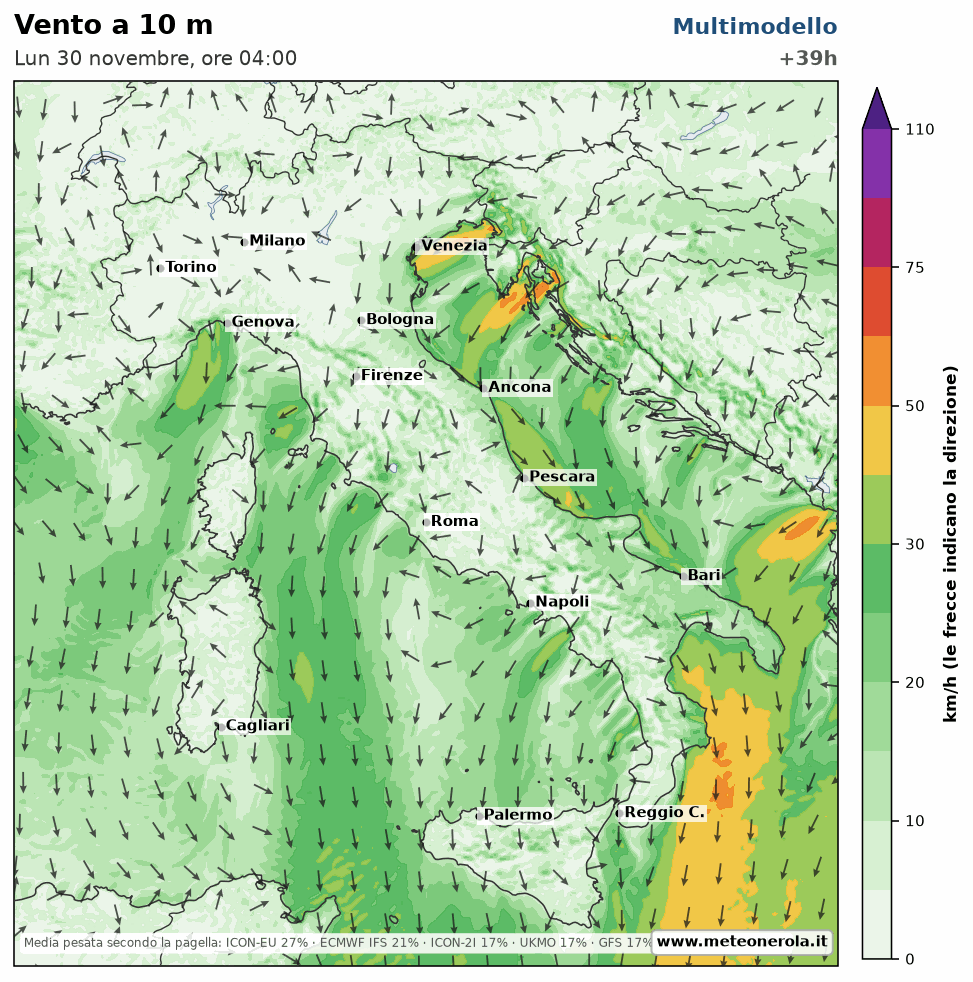 Vento a 10 m
Multimodello
Lun 30 novembre, ore 04:00
+39h
Venezia
Milano
Torino
Genova
Bologna
Firenze
Ancona
Pescara
Roma
Bari
Napoli
Cagliari
Palermo
Reggio C.
Media pesata secondo la pagella: ICON-EU 27% · ECMWF IFS 21% · ICON-2I 17% · UKMO 17% · GFS 17%
www.meteonerola.it
110
75
50
30
20
10
0
km/h (le frecce indicano la direzione)